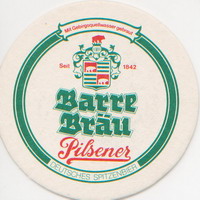 Mit Gebirgsquellwasser gebraut
Seit 1842
Barre
Bräu
Pilsener
DEUTSCHES SPITZENBIER